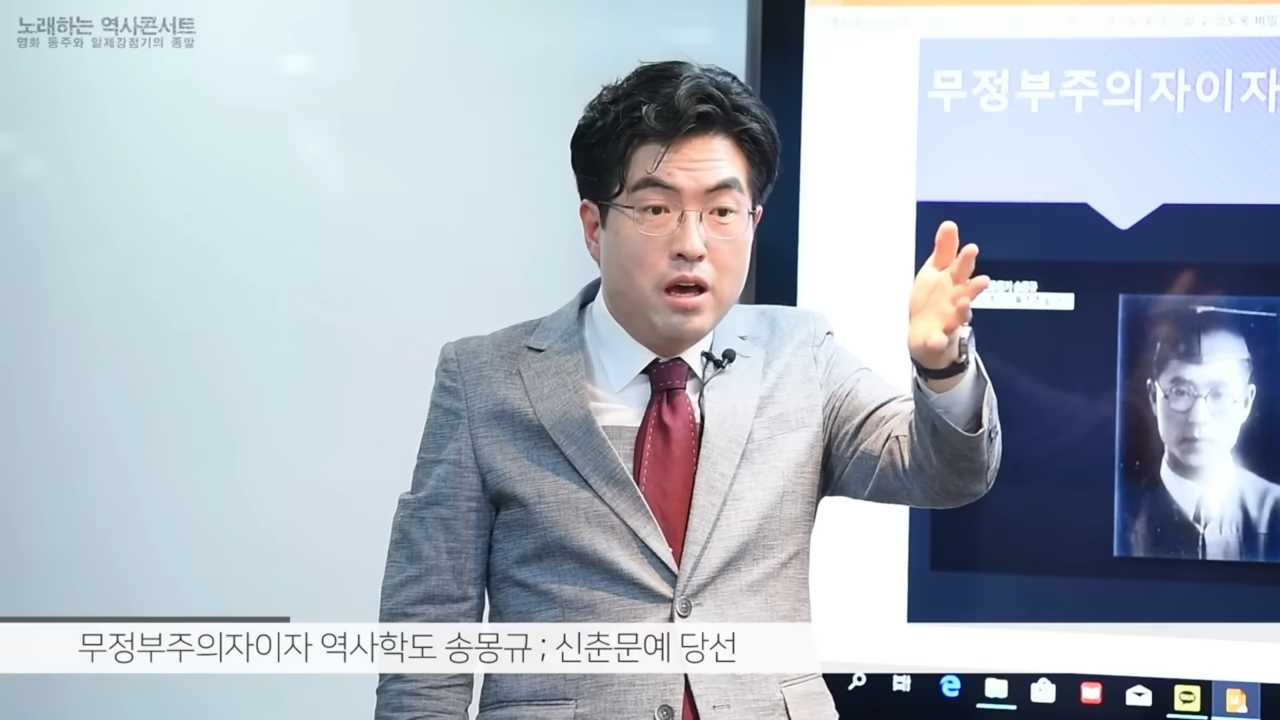 노래하는 역사콘서트
영화 동주와 일제강점기의 종말
무정부주의자이자
무정부주의자이자 역사학도 송몽규 ; 신춘문예 당선